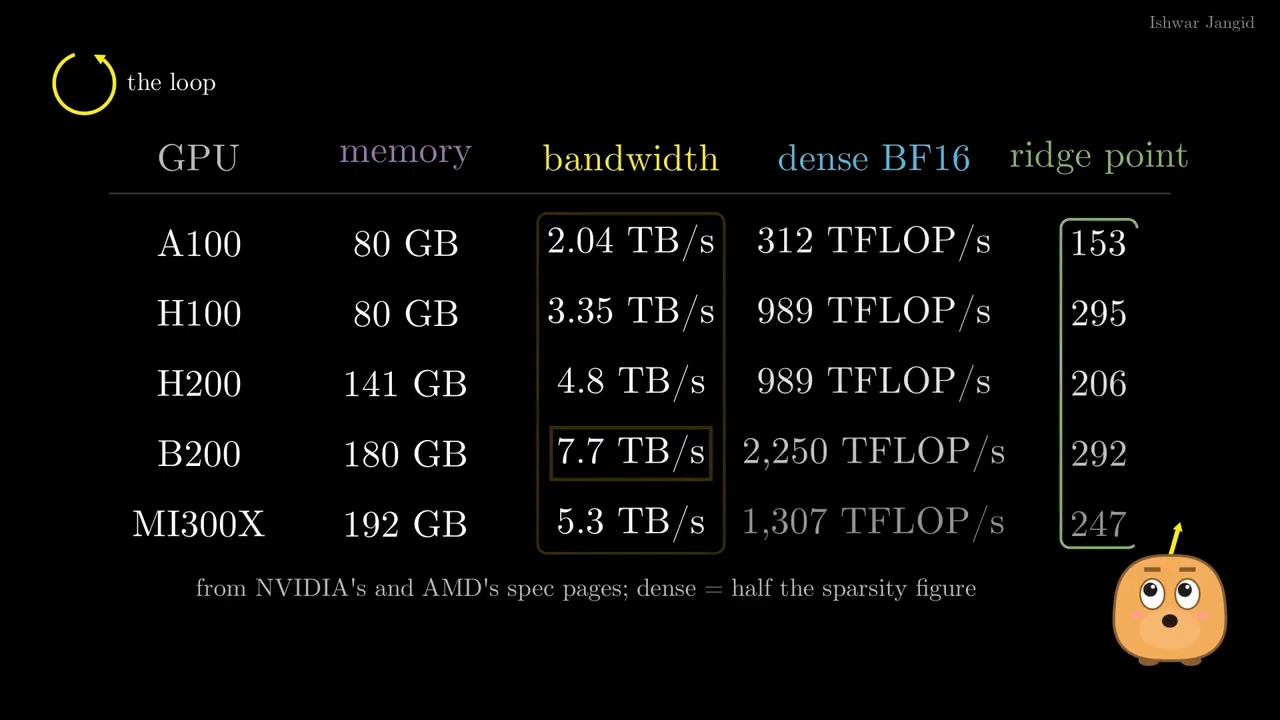 Ishwar Jangid
the loop
GPU memory bandwidth dense BF16 ridge point
A100 80 GB 2.04 TB/s 312 TFLOP/s 153
H100 80 GB 3.35 TB/s 989 TFLOP/s 295
H200 141 GB 4.8 TB/s 989 TFLOP/s 206
B200 180 GB 7.7 TB/s 2,250 TFLOP/s 292
MI300X 192 GB 5.3 TB/s 1,307 TFLOP/s 247
from NVIDIA's and AMD's spec pages; dense = half the sparsity figure